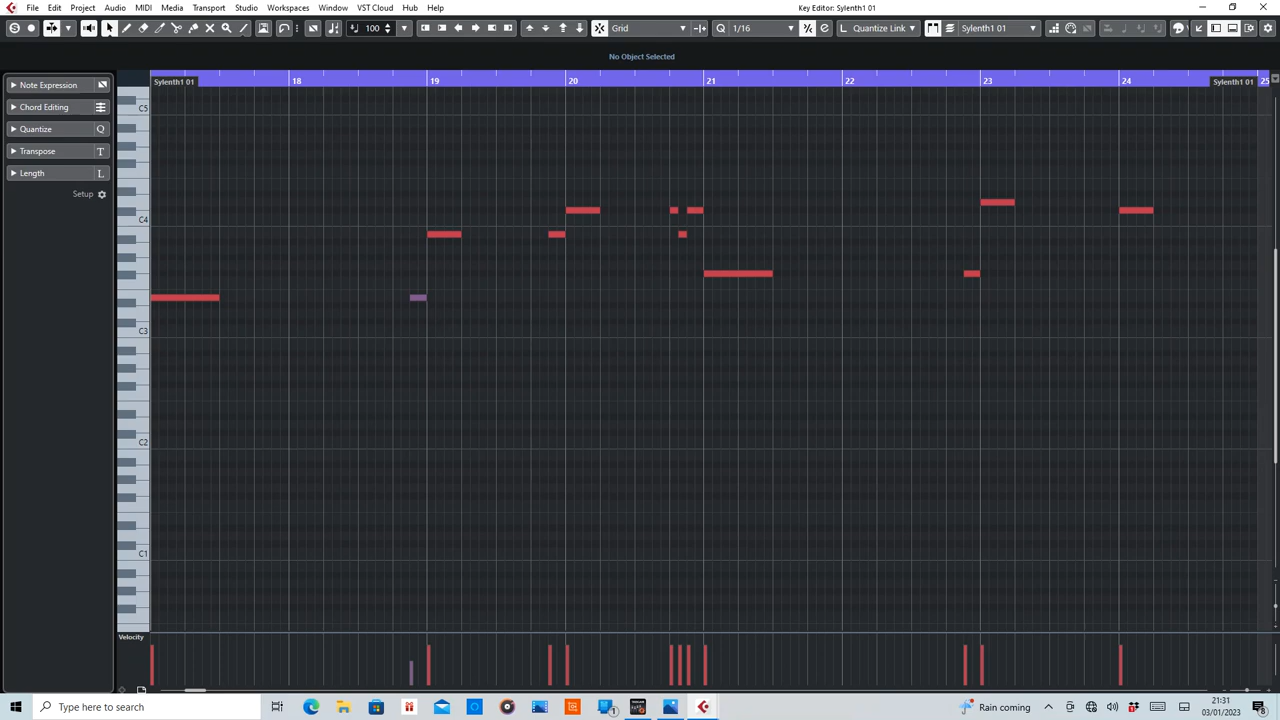 File Edit Project Audio MIDI Media Transport Studio Workspaces Window VST Cloud Hub Help
Key Editor: Sylenth1 01
100 Grid Q 1/16 Quantize Link Sylenth1 01
No Object Selected
18 19 20 21 22 23 24 25
Sylenth1 01 Sylenth1 01
Note Expression
Chord Editing
Quantize Q
Transpose T
Length L
Setup
C5
C4
C3
C2
C1
Velocity
Type here to search
Rain coming
21:31
03/01/2023